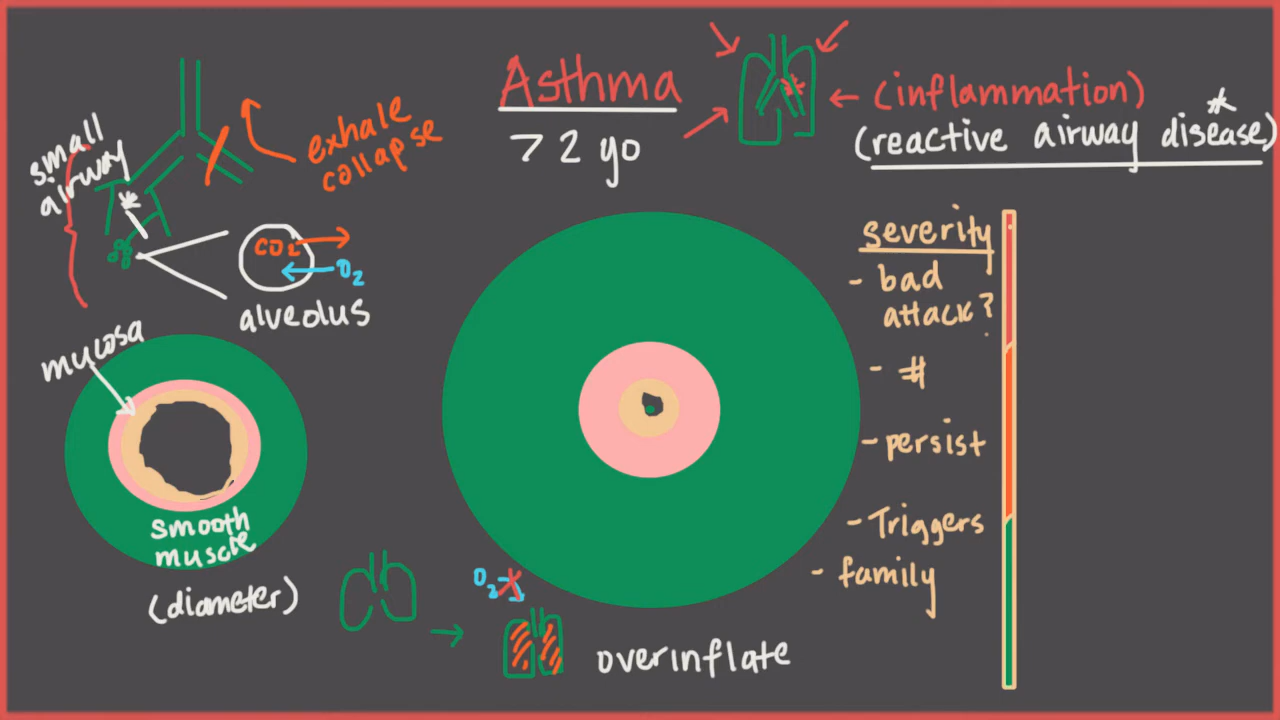 Asthma
> 2 yo
(inflammation)
(reactive airway disease)
*
small
airway
*
exhale
collapse
CO2
O2
alveolus
mucosa
smooth
muscle
(diameter)
O2
overinflate
severity
- bad
attack?
- #
- persist
- Triggers
- family